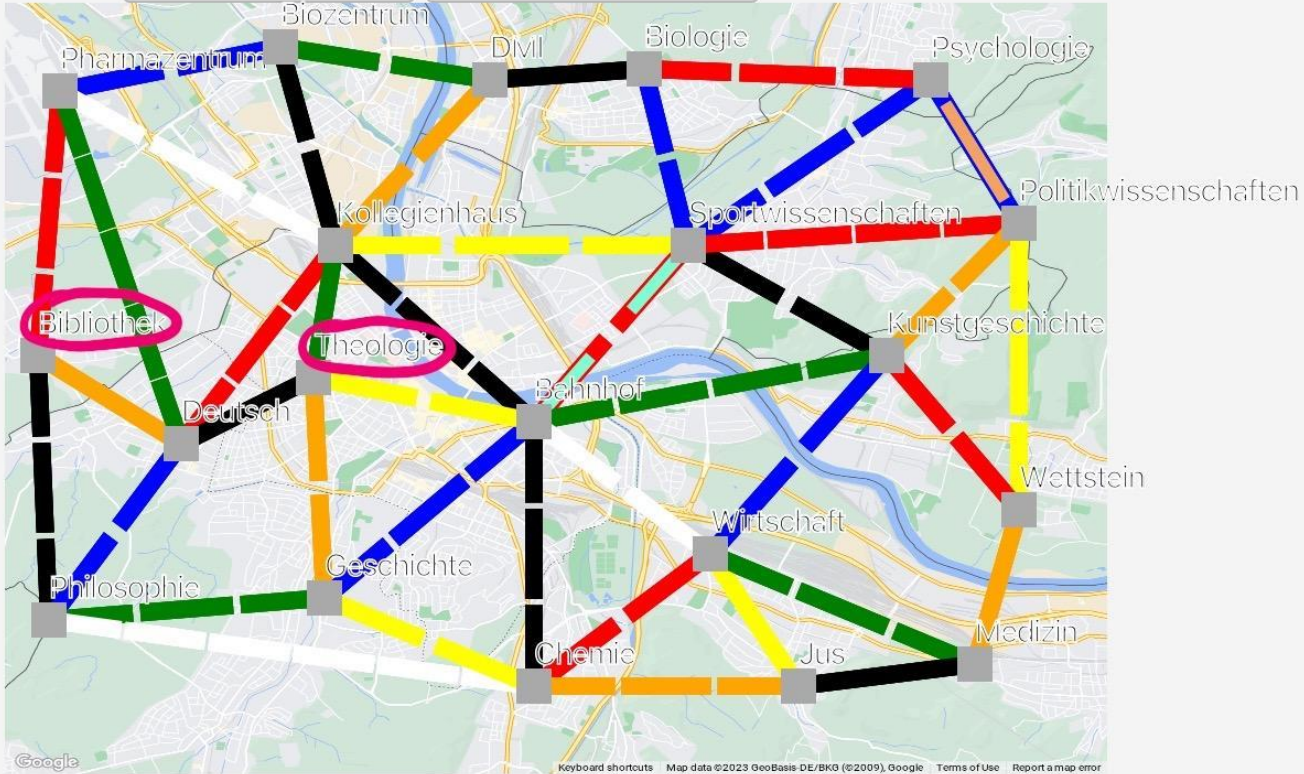 Biozentrum
Pharmazentrum
DMI
Biologie
Psychologie
Politikwissenschaften
Kollegienhaus
Sportwissenschaften
Bibliothek
Theologie
Kunstgeschichte
Deutsch
Bahnhof
Wettstein
Wirtschaft
Philosophie
Geschichte
Chemie
Jus
Medizin
Google
Keyboard shortcuts Map data ©2023 GeoBasis-DE/BKG (©2009), Google Terms of Use Report a map error